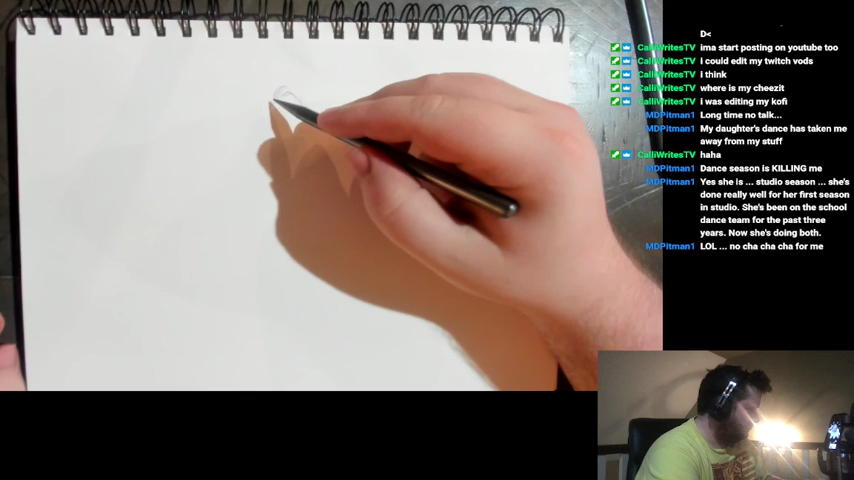 D<
CalliWritesTV ima start posting on youtube too
CalliWritesTV i could edit my twitch vods
CalliWritesTV i think
CalliWritesTV where is my cheezit
CalliWritesTV i was editing my kofi
MDPitman1 Long time no talk...
MDPitman1 My daughter's dance has taken
me away from my stuff
CalliWritesTV haha
MDPitman1 Dance season is KILLING me
MDPitman1 Yes she is ... studio season ... she's
done really well for her first season
in studio. She's been on the school
dance team for the past three
years. Now she's doing both.
MDPitman1 LOL ... no cha cha cha for me